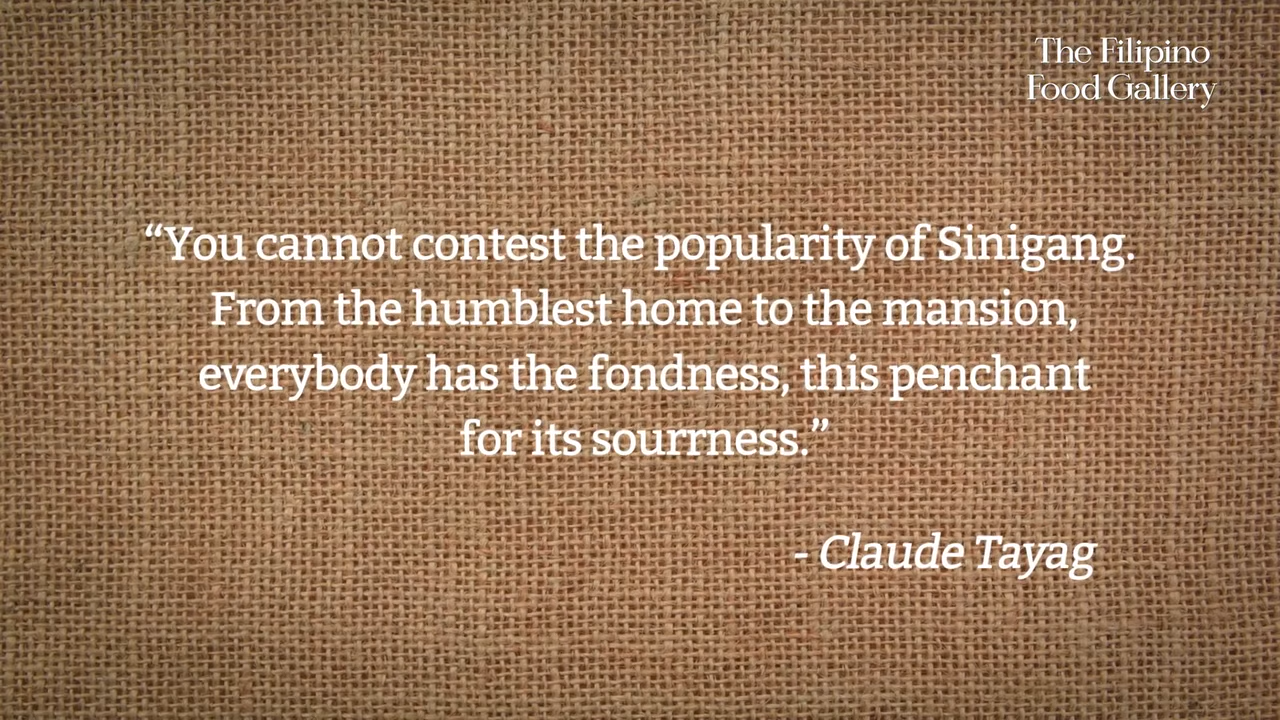 The Filipino
Food Gallery
“You cannot contest the popularity of Sinigang.
From the humblest home to the mansion,
everybody has the fondness, this penchant
for its sourrness.”
- Claude Tayag